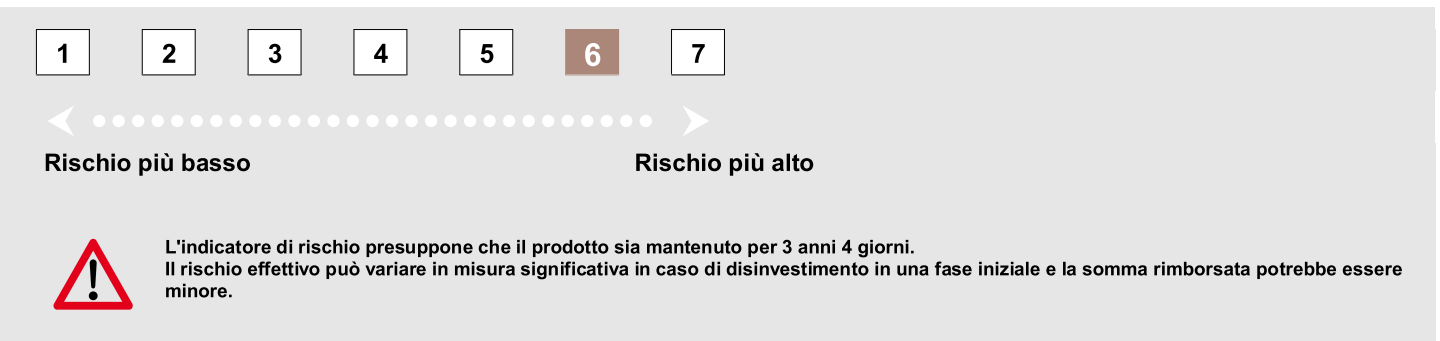 1 2 3 4 5 6 7
Rischio più basso Rischio più alto
L'indicatore di rischio presuppone che il prodotto sia mantenuto per 3 anni 4 giorni.
Il rischio effettivo può variare in misura significativa in caso di disinvestimento in una fase iniziale e la somma rimborsata potrebbe essere
minore.